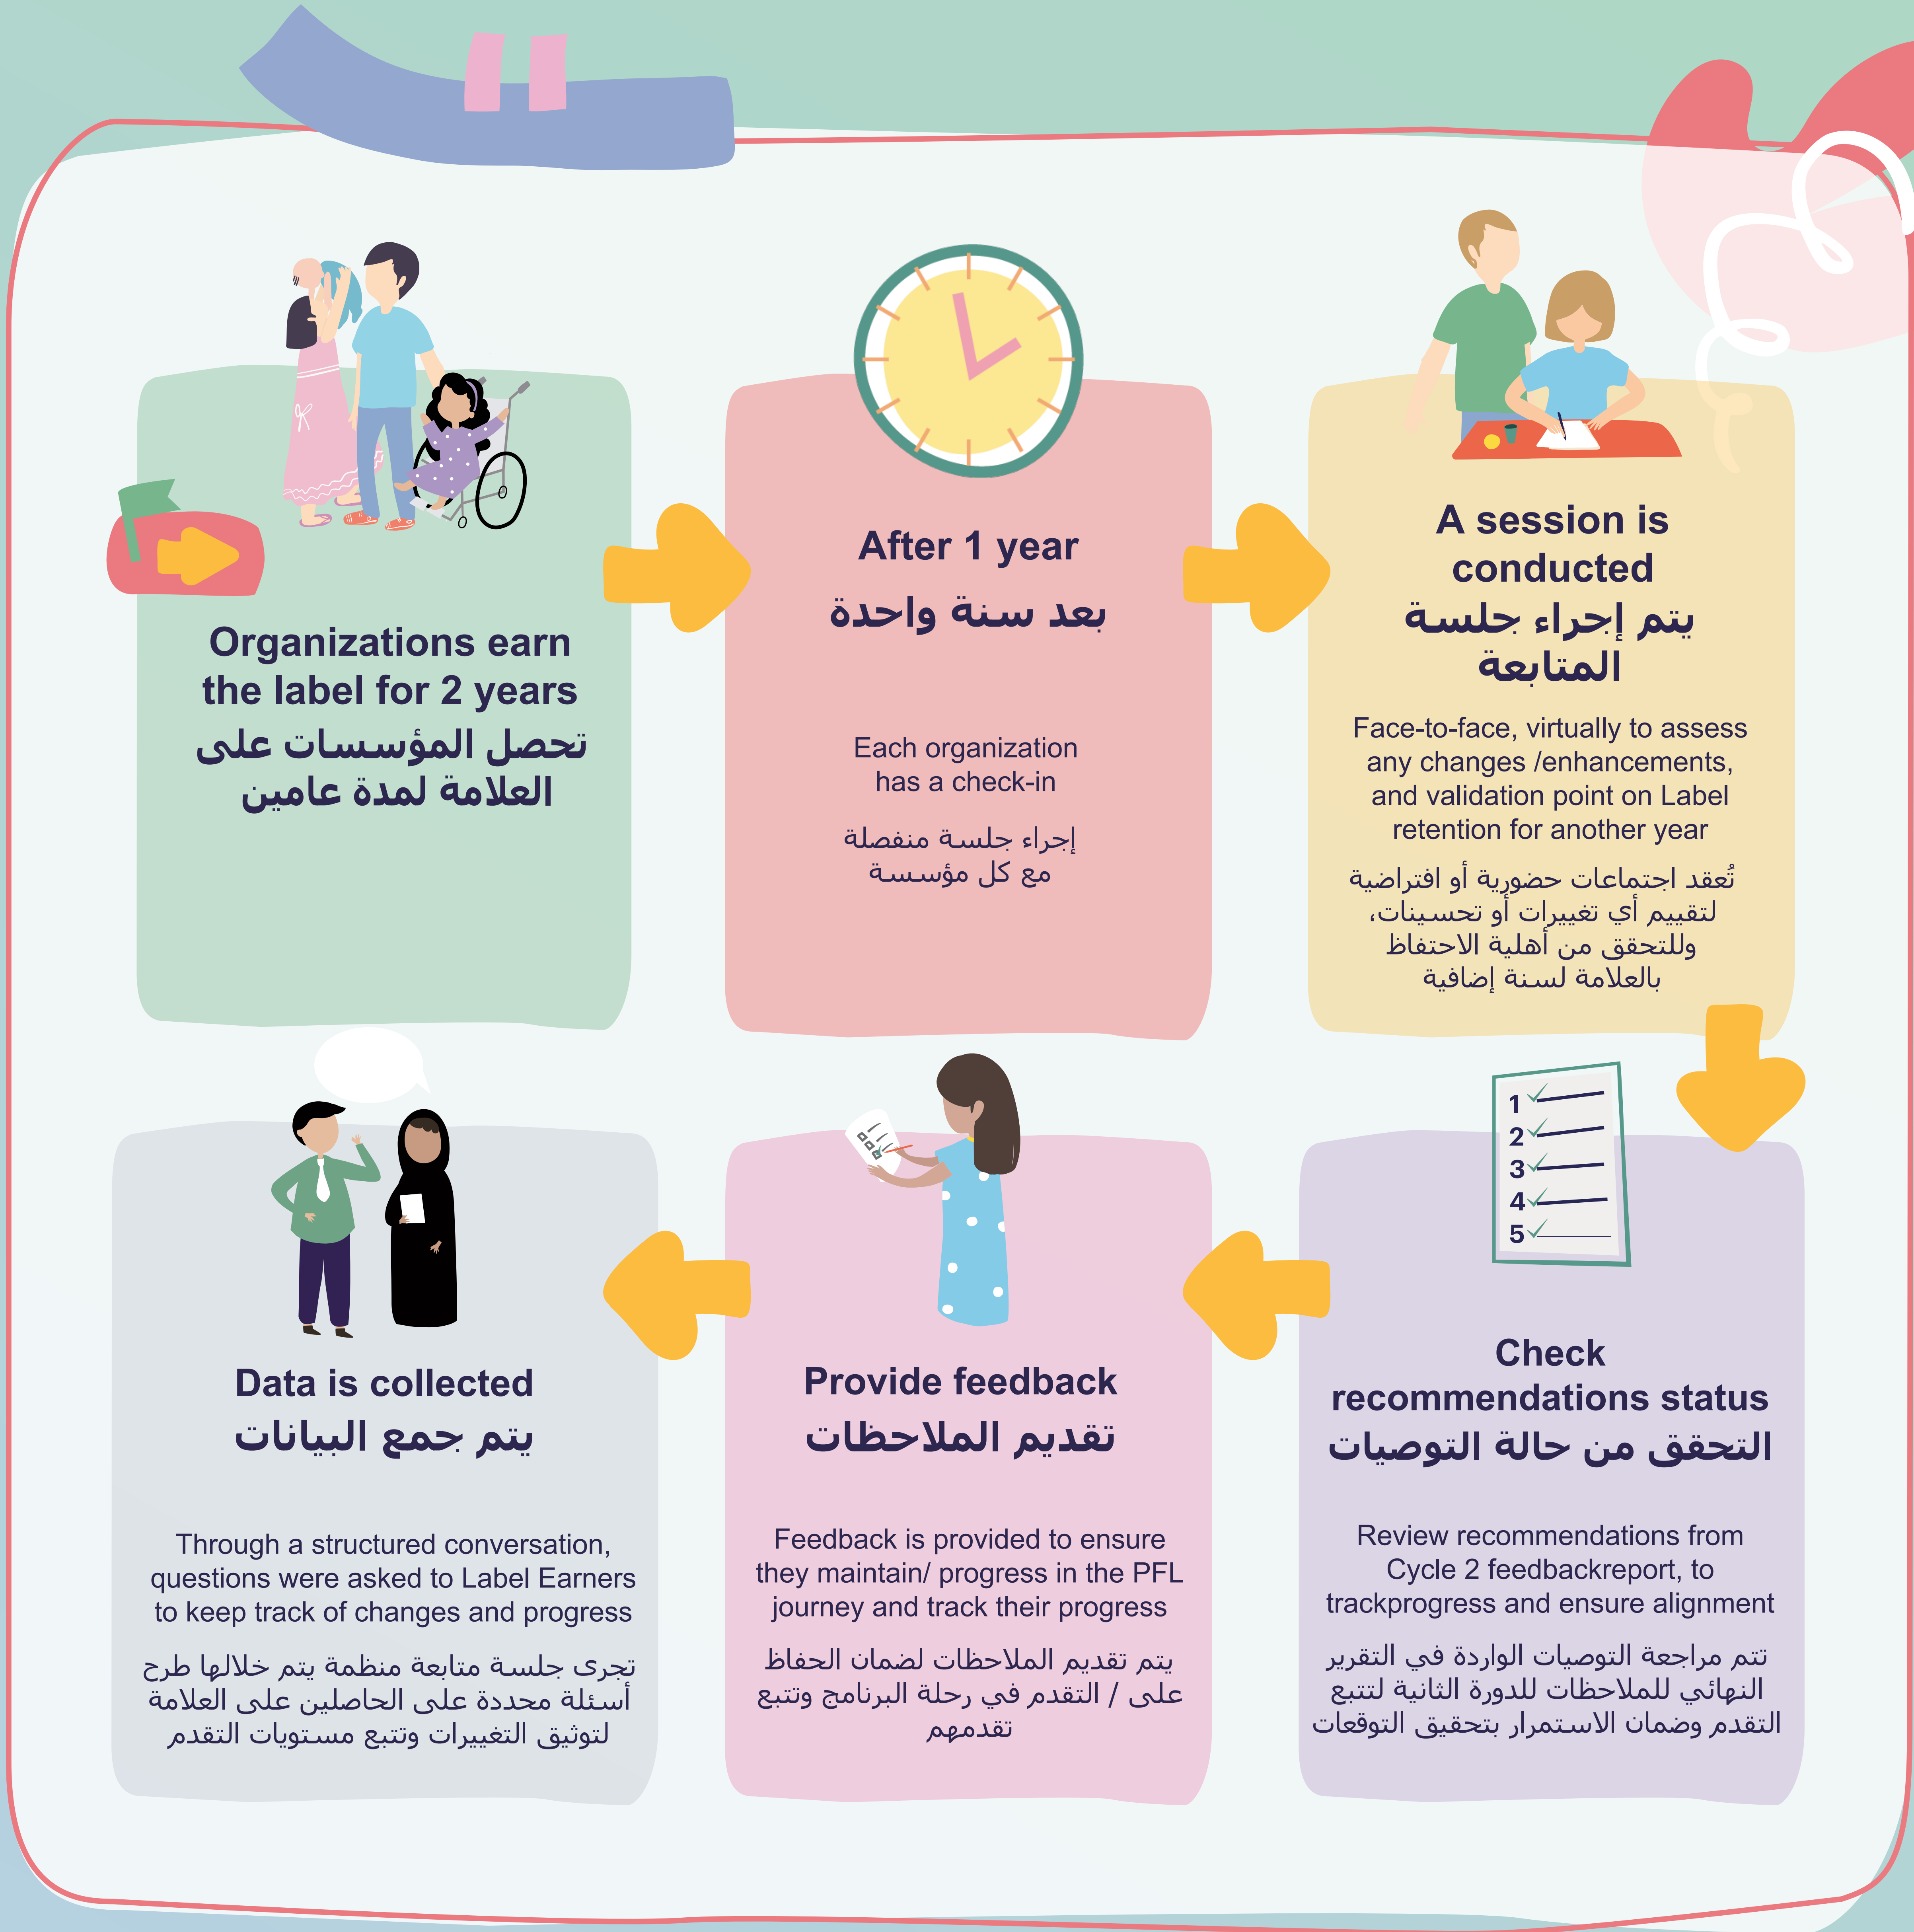 Organizations earn
the label for 2 years
تحصل المؤسسات على
العلامة لمدة عامين
After 1 year
بعد سنة واحدة
Each organization
has a check-in
إجراء جلسة منفصلة
مع كل مؤسسة
A session is
conducted
يتم إجراء جلسة
المتابعة
Face-to-face, virtually to assess
any changes /enhancements,
and validation point on Label
retention for another year
تُعقد اجتماعات حضورية أو افتراضية
لتقييم أي تغييرات أو تحسينات،
وللتحقق من أهلية الاحتفاظ
بالعلامة لسنة إضافية
1
2
3
4
5
Check
recommendations status
التحقق من حالة التوصيات
Review recommendations from
Cycle 2 feedbackreport, to
trackprogress and ensure alignment
تتم مراجعة التوصيات الواردة في التقرير
النهائي للملاحظات للدورة الثانية لتتبع
التقدم وضمان الاستمرار بتحقيق التوقعات
Provide feedback
تقديم الملاحظات
Feedback is provided to ensure
they maintain/ progress in the PFL
journey and track their progress
يتم تقديم الملاحظات لضمان الحفاظ
على / التقدم في رحلة البرنامج وتتبع
تقدمهم
Data is collected
يتم جمع البيانات
Through a structured conversation,
questions were asked to Label Earners
to keep track of changes and progress
تجرى جلسة متابعة منظمة يتم خلالها طرح
أسئلة محددة على الحاصلين على العلامة
لتوثيق التغييرات وتتبع مستويات التقدم